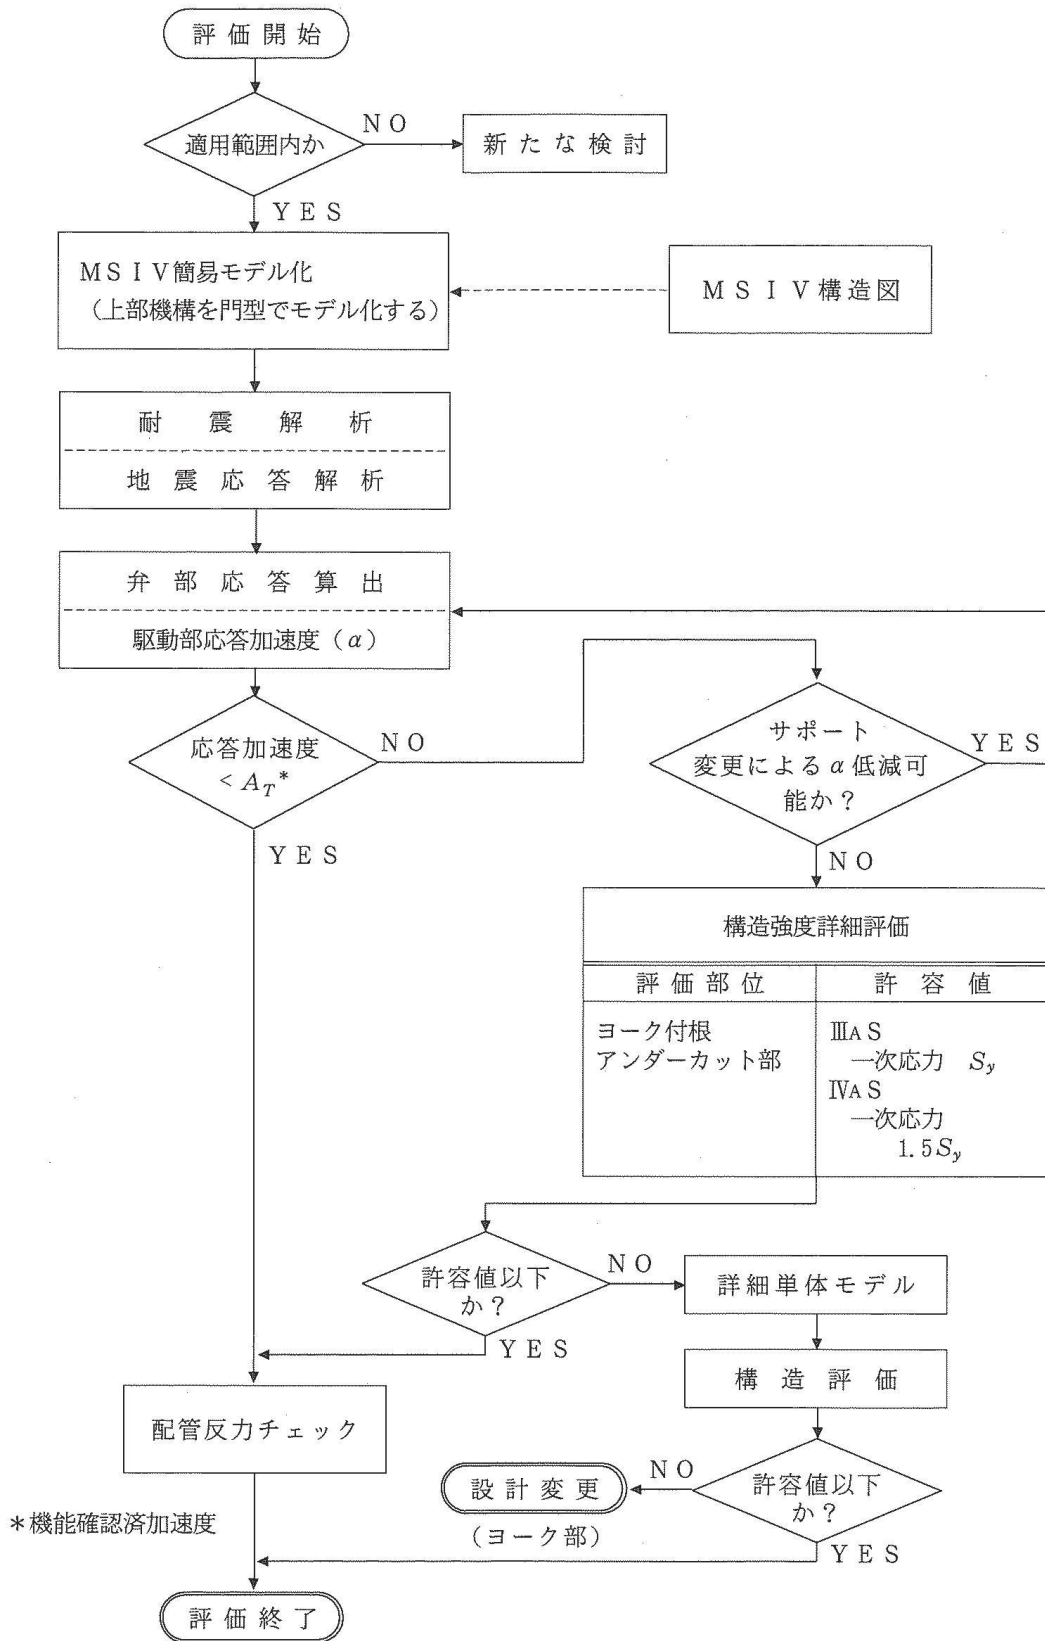 評価開始
適用範囲内か
NO
新たな検討
YES
MSIV簡易モデル化
(上部機構を門型でモデル化する)
MSIV構造図
耐震解析
地震応答解析
弁部応答算出
駆動部応答加速度(α)
応答加速度
< A_T*
NO
YES
サポート
変更によるα低減可
能か?
YES
NO
構造強度詳細評価
評価部位
許容値
ヨーク付根
アンダーカット部
ⅢAS
一次応力 S_y
ⅣAS
一次応力
1.5S_y
許容値以下
か?
NO
詳細単体モデル
YES
構造評価
配管反力チェック
許容値以下
か?
NO
設計変更
(ヨーク部)
YES
*機能確認済加速度
評価終了